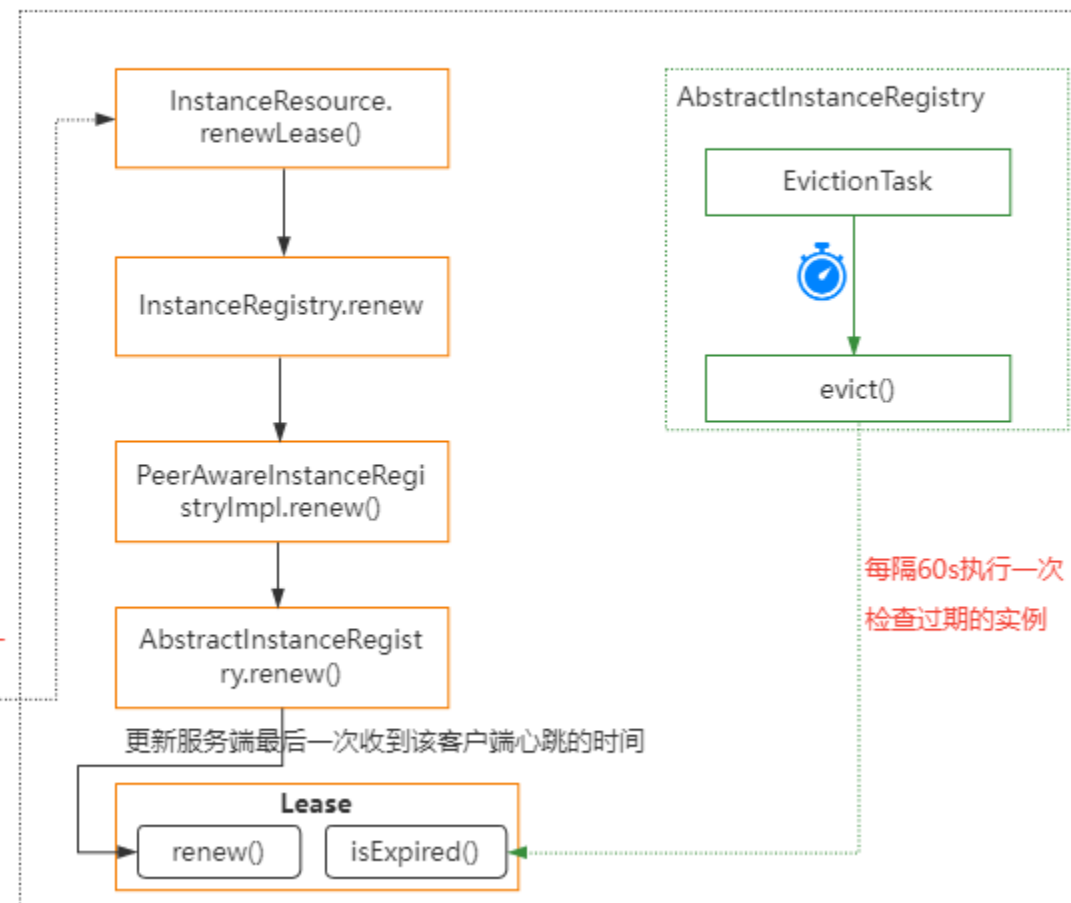 InstanceResource.
renewLease()
InstanceRegistry.renew
PeerAwareInstanceRegi
stryImpl.renew()
AbstractInstanceRegist
ry.renew()
更新服务端最后一次收到该客户端心跳的时间
Lease
renew()
isExpired()
AbstractInstanceRegistry
EvictionTask
evict()
每隔60s执行一次
检查过期的实例